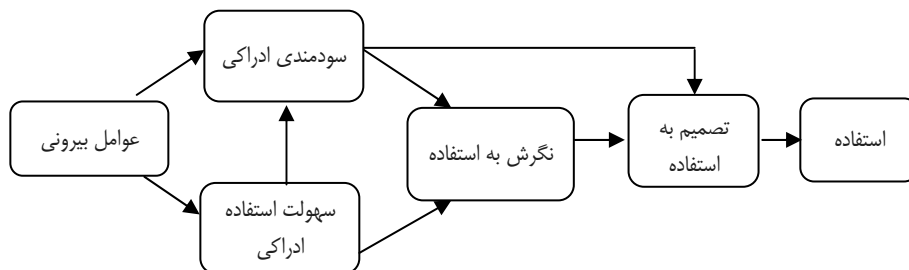 سودمندی ادراکی
عوامل بیرونی
سهولت استفاده
ادراکی
نگرش به استفاده
تصمیم به
استفاده
استفاده